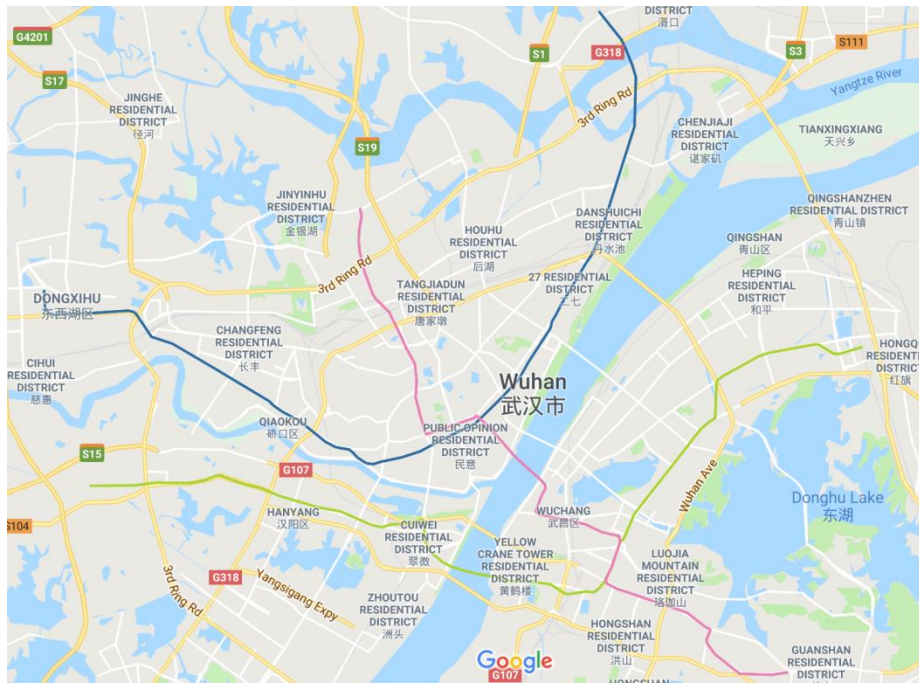 G4201
S17
JINGHE
RESIDENTIAL
DISTRICT
径河
S19
JINYINHU
RESIDENTIAL
DISTRICT
金银湖
DISTRICT
滠口
G318
S1
S3
S111
Yangtze River
3rd Ring Rd
CHENJIAJI
RESIDENTIAL
DISTRICT
谌家矶
TIANXINGXIANG
天兴乡
HOUHU
RESIDENTIAL
DISTRICT
后湖
DANSHUICHI
RESIDENTIAL
DISTRICT
丹水池
QINGSHANZHEN
RESIDENTIAL DISTRICT
青山镇
QINGSHAN
青山区
3rd Ring Rd
TANGJIADUN
RESIDENTIAL
DISTRICT
唐家墩
27 RESIDENTIAL
DISTRICT
二七
HEPING
RESIDENTIAL
DISTRICT
和平
DONGXIHU
东西湖区
CHANGFENG
RESIDENTIAL
DISTRICT
长丰
CIHUI
RESIDENTIAL
DISTRICT
慈惠
HONGQ
RESIDENT
DISTRICT
红旗
Wuhan
武汉市
QIAOKOU
硚口区
PUBLIC OPINION
RESIDENTIAL
DISTRICT
民意
S15
G107
Wuhan Ave
S104
HANYANG
汉阳区
CUIWEI
RESIDENTIAL
DISTRICT
翠微
WUCHANG
武昌区
Donghu Lake
东湖
YELLOW
CRANE TOWER
RESIDENTIAL
DISTRICT
黄鹤楼
LUOJIA
MOUNTAIN
RESIDENTIAL
DISTRICT
珞珈山
3rd Ring Rd
G318
Yangsigang Expy
ZHOUTOU
RESIDENTIAL
DISTRICT
洲头
HONGSHAN
RESIDENTIAL
DISTRICT
洪山
GUANSHAN
RESIDENTIAL
DISTRICT
Google
G107
HONGSHAN